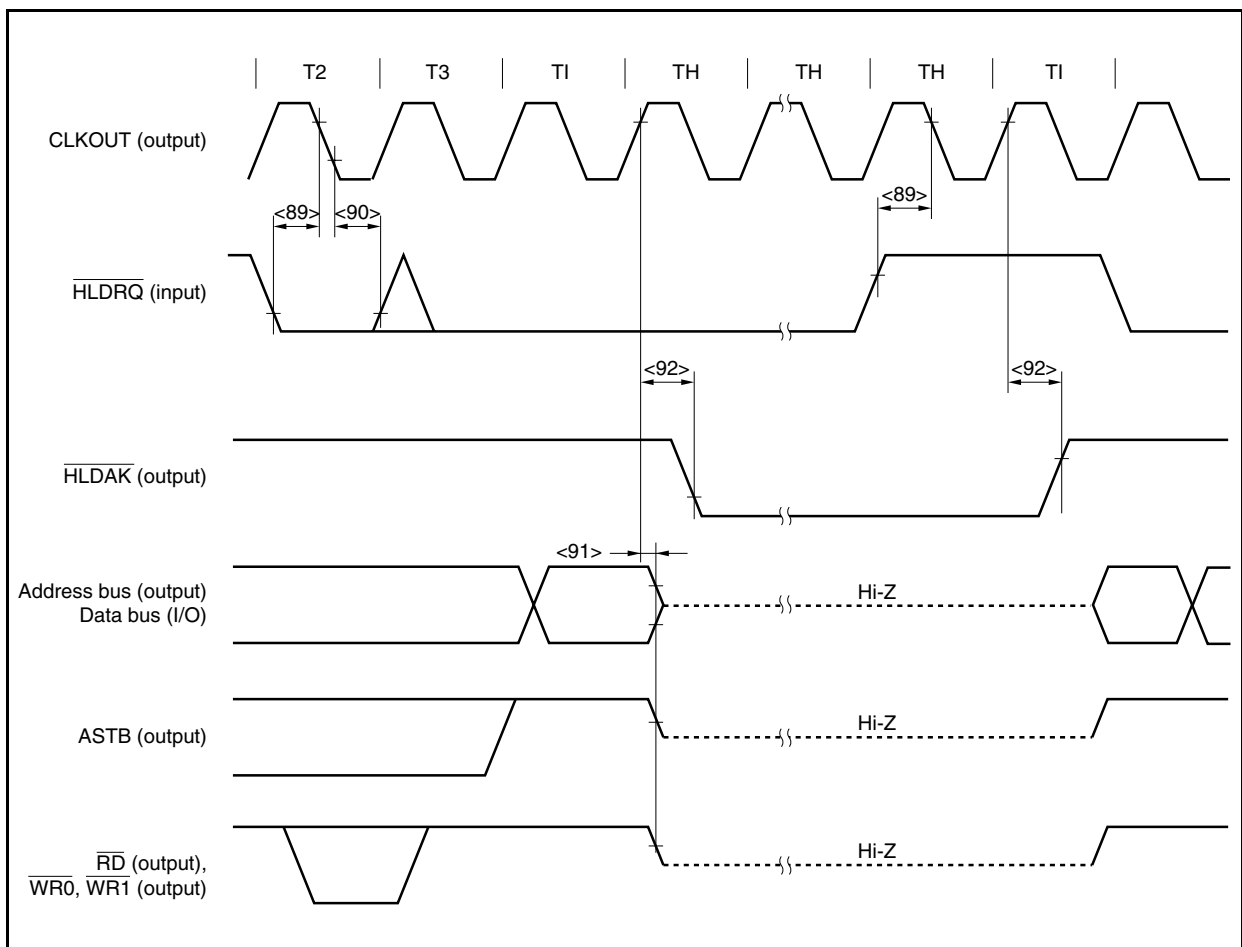 T2 T3 TI TH TH TH TI
CLKOUT (output)
<89> <90> <89>
HLDRQ (input)
<92> <92>
HLDAK (output)
<91>
Address bus (output)
Data bus (I/O)
Hi-Z
ASTB (output)
Hi-Z
RD (output),
WR0, WR1 (output)
Hi-Z